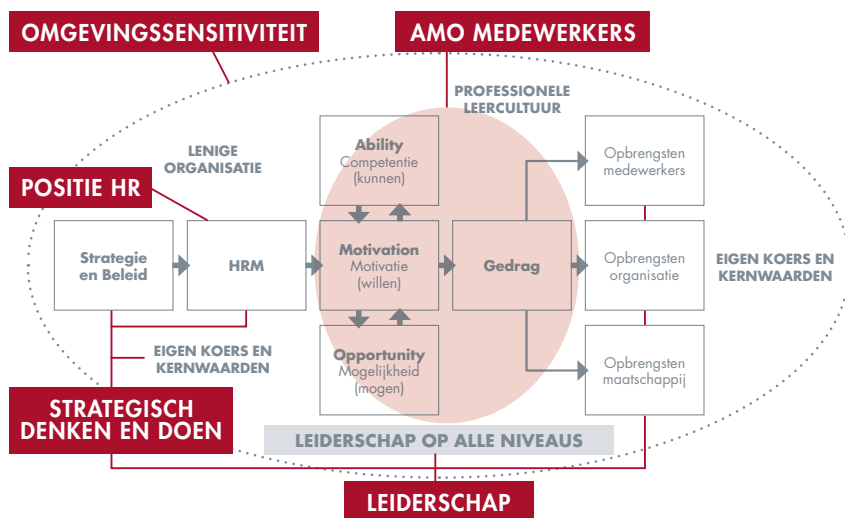 OMGEVINGSSENSITIVITEIT
AMO MEDEWERKERS
PROFESSIONELE
LEERCULTUUR
LENIGE
ORGANISATIE
POSITIE HR
Ability
Competentie
(kunnen)
Opbrengsten
medewerkers
Strategie
en Beleid
HRM
Motivation
Motivatie
(willen)
Gedrag
Opbrengsten
organisatie
EIGEN KOERS EN
KERNWAARDEN
EIGEN KOERS EN
KERNWAARDEN
Opportunity
Mogelijkheid
(mogen)
Opbrengsten
maatschappij
STRATEGISCH
DENKEN EN DOEN
LEIDERSCHAP OP ALLE NIVEAUS
LEIDERSCHAP